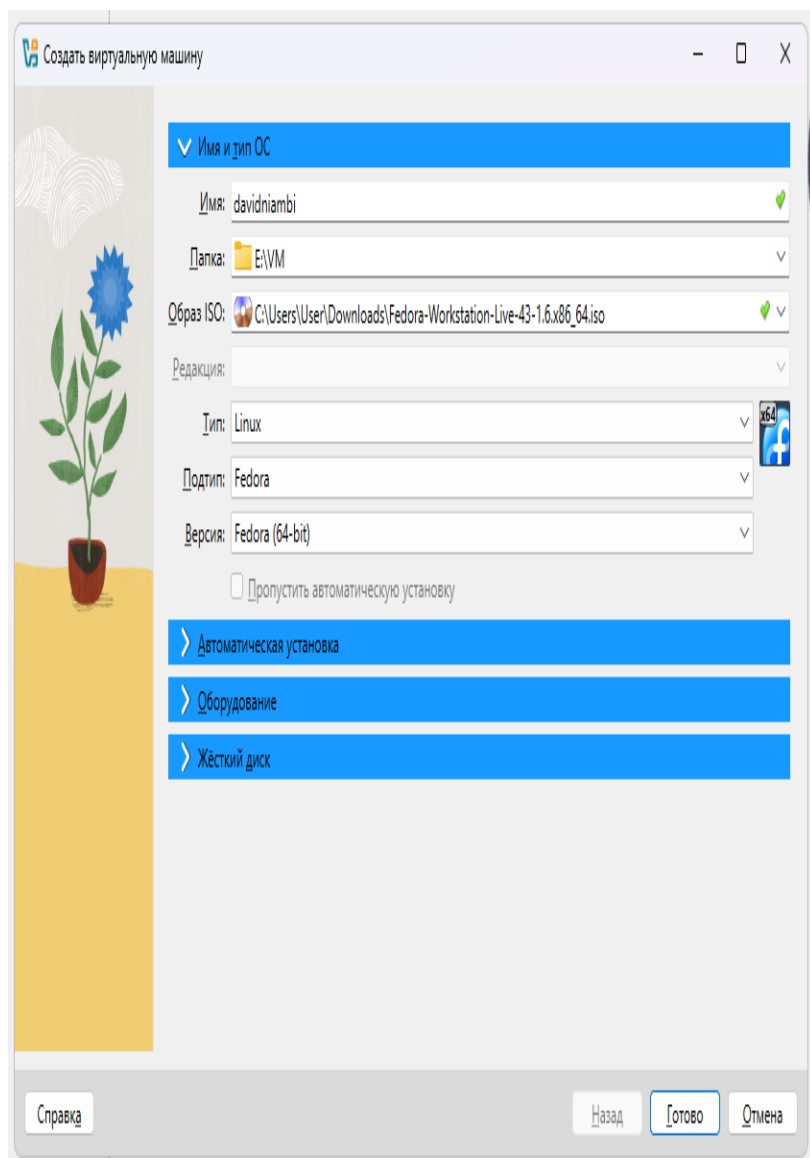 Создать виртуальную машину
Имя и тип ОС
Имя: davidniambi
Папка: E:\VM
Образ ISO: C:\Users\User\Downloads\Fedora-Workstation-Live-43-1.6.x86_64.iso
Редакция:
Тип: Linux
x64
Подтип: Fedora
Версия: Fedora (64-bit)
Пропустить автоматическую установку
Автоматическая установка
Оборудование
Жёсткий диск
Справка Назад Готово Отмена